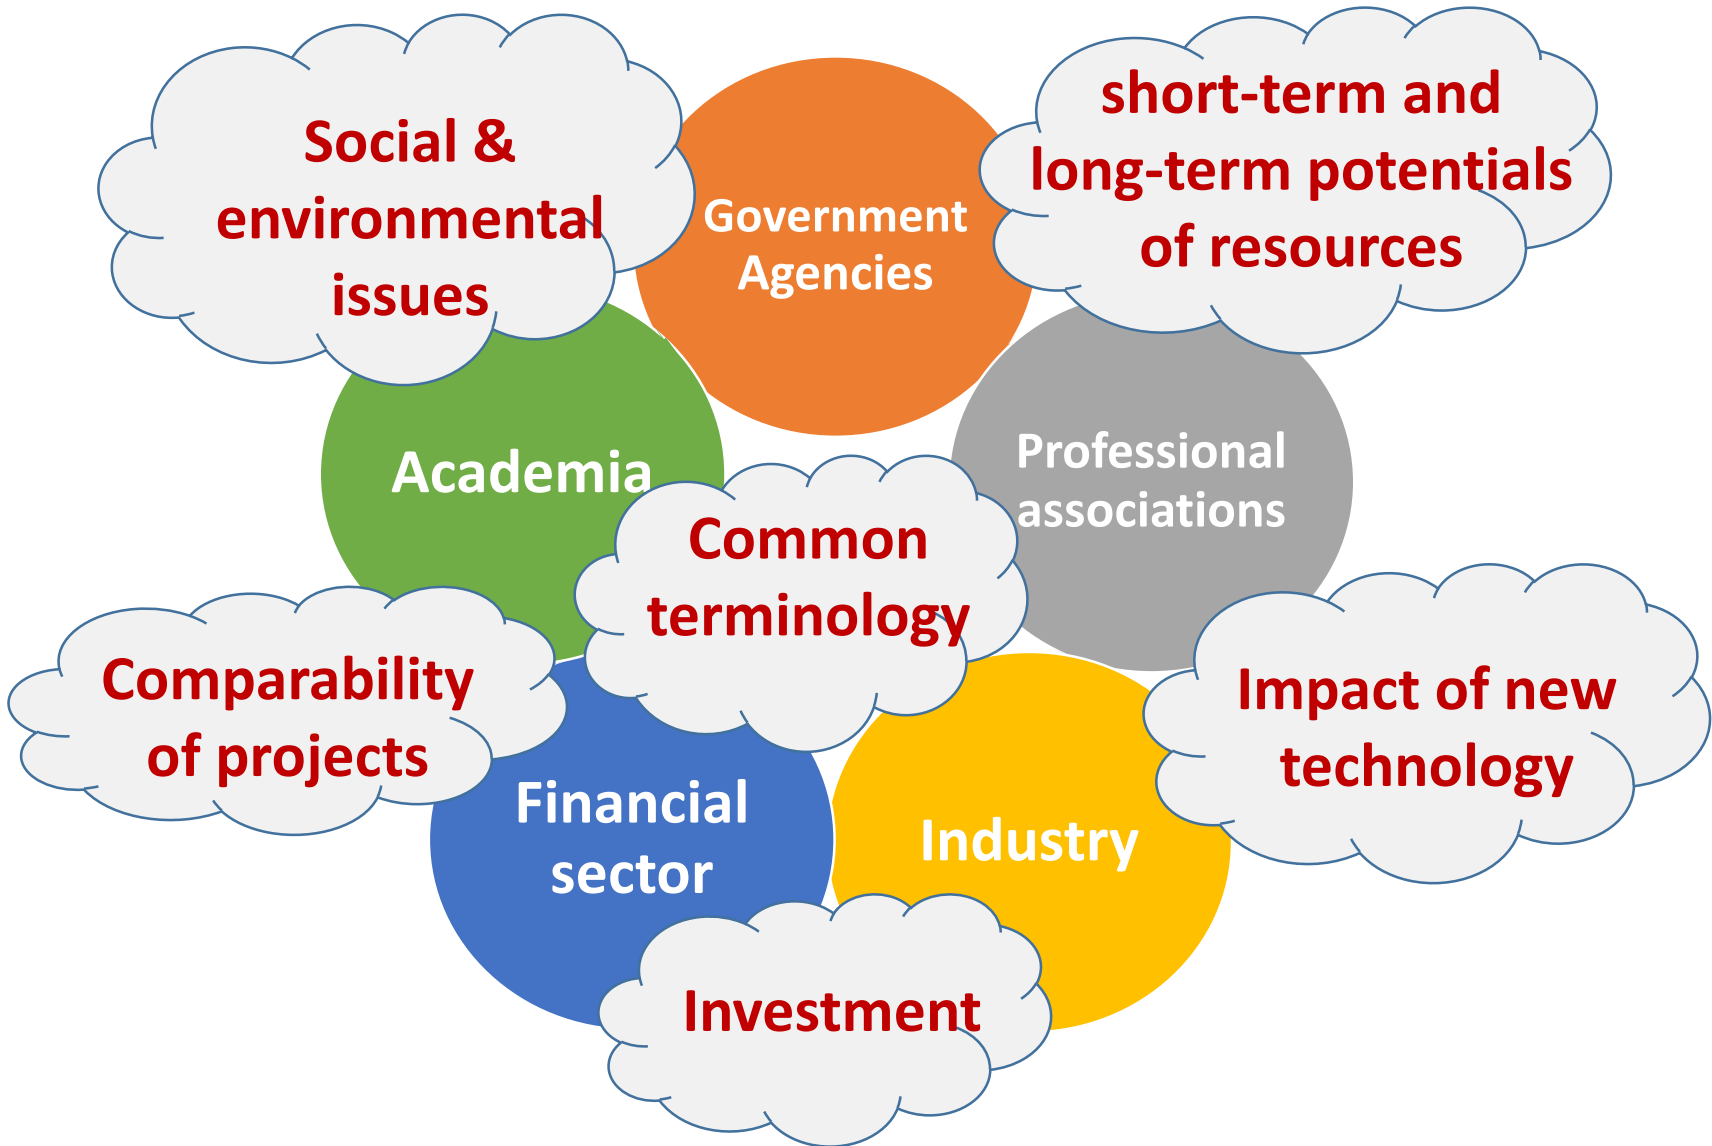 Social &
environmental
issues
Government
Agencies
short-term and
long-term potentials
of resources
Academia
Professional
associations
Common
terminology
Comparability
of projects
Impact of new
technology
Financial
sector
Industry
Investment